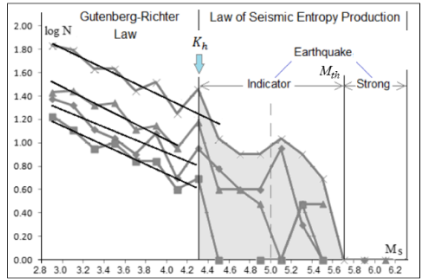 Gutenberg-Richter
Law
Law of Seismic Entropy Production
log N
K_h
Earthquake
M_th
Indicator
Strong
M_S
2.00
1.80
1.60
1.40
1.20
1.00
0.80
0.60
0.40
0.20
0.00
2.8 3.0 3.2 3.4 3.6 3.8 4.0 4.2 4.4 4.6 4.8 5.0 5.2 5.4 5.6 5.8 6.0 6.2